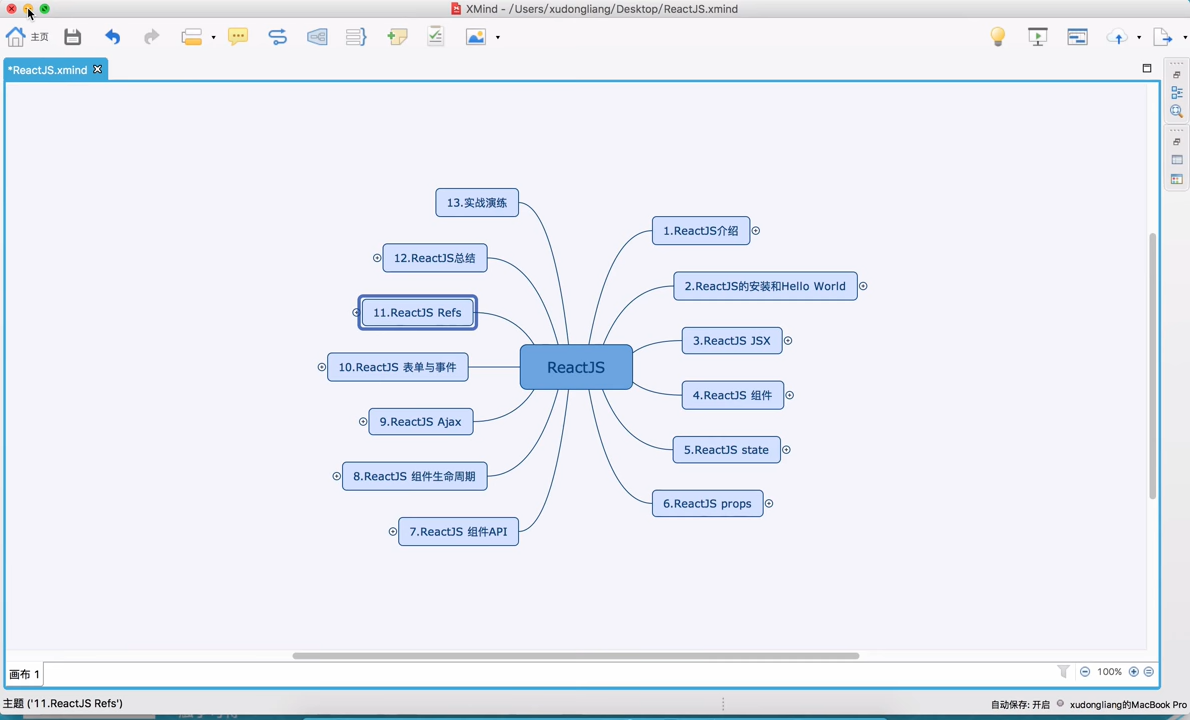 XMind - /Users/xudongliang/Desktop/ReactJS.xmind
主页
*ReactJS.xmind
13.实战演练
1.ReactJS介绍
12.ReactJS总结
2.ReactJS的安装和Hello World
11.ReactJS Refs
3.ReactJS JSX
ReactJS
10.ReactJS 表单与事件
4.ReactJS 组件
9.ReactJS Ajax
5.ReactJS state
8.ReactJS 组件生命周期
6.ReactJS props
7.ReactJS 组件API
画布 1
100%
主题 ('11.ReactJS Refs')
自动保存: 开启
xudongliang的MacBook Pro